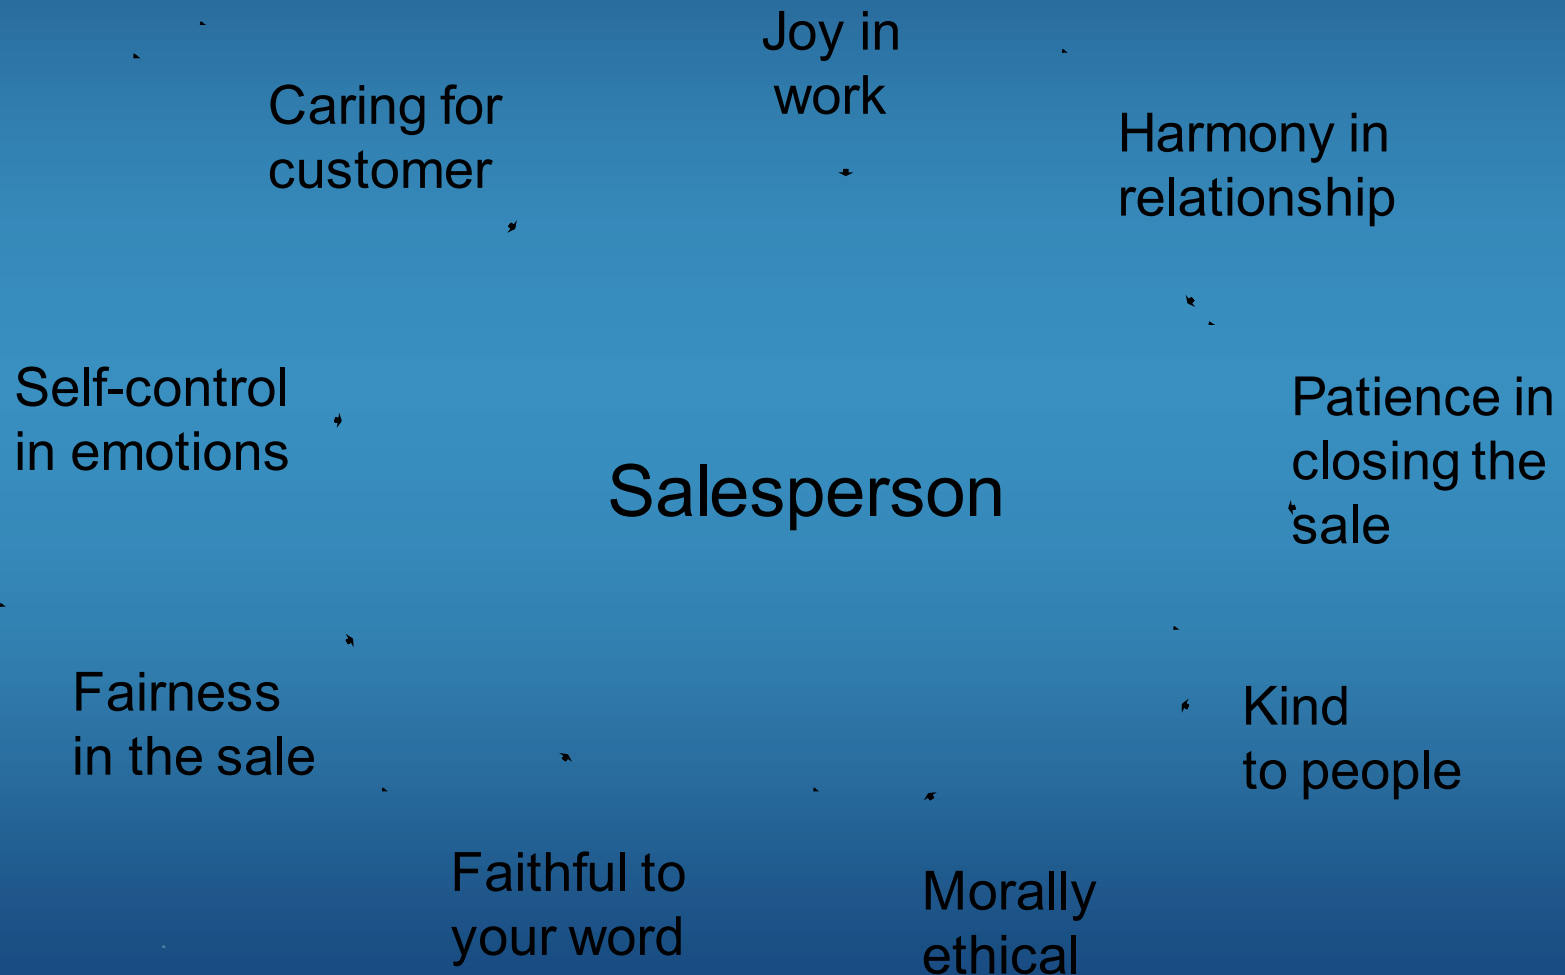 Joy in
work
Caring for
customer
Harmony in
relationship
Self-control
in emotions
Patience in
closing the
sale
Salesperson
Fairness
in the sale
Kind
to people
Faithful to
your word
Morally
ethical